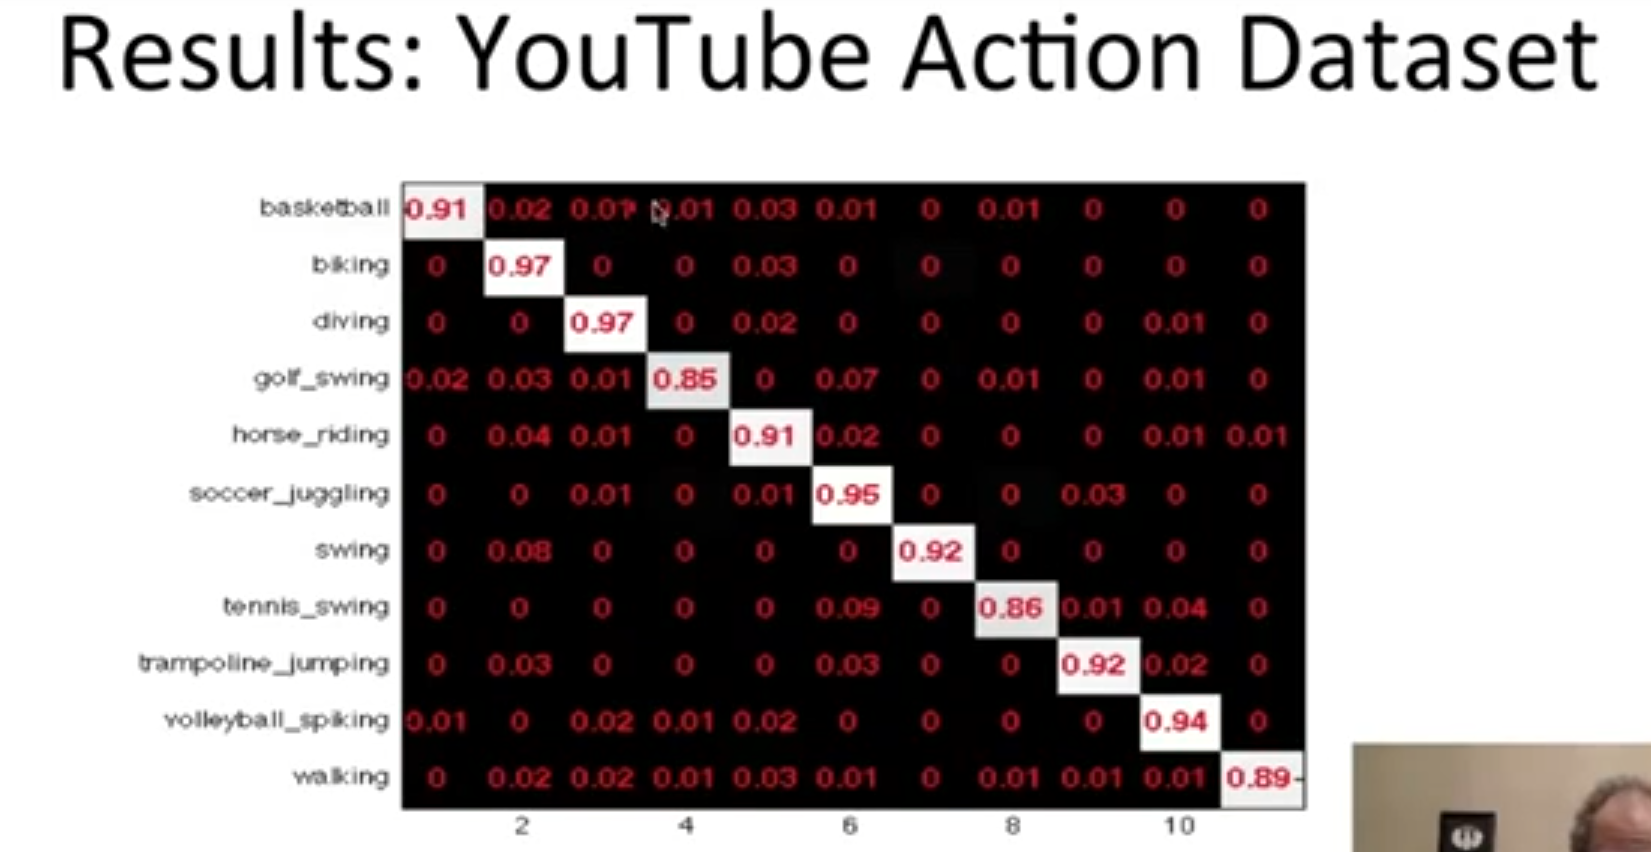 Results: YouTube Action Dataset
basketball 0.91 0.02 0.01 .01 0.03 0.01 0 0.01 0 0 0
biking 0 0.97 0 0 0.03 0 0 0 0 0 0
diving 0 0 0.97 0 0.02 0 0 0 0 0.01 0
golf_swing 0.02 0.03 0.01 0.85 0 0.07 0 0.01 0 0.01 0
horse_riding 0 0.04 0.01 0 0.91 0.02 0 0 0 0.01 0.01
soccer_juggling 0 0 0.01 0 0.01 0.95 0 0 0.03 0 0
swing 0 0.08 0 0 0 0 0.92 0 0 0 0
tennis_swing 0 0 0 0 0 0.09 0 0.86 0.01 0.04 0
trampoline_jumping 0 0.03 0 0 0 0.03 0 0 0.92 0.02 0
volleyball_spiking 0.01 0 0.02 0.01 0.02 0 0 0 0 0.94 0
walking 0 0.02 0.02 0.01 0.03 0.01 0 0.01 0.01 0.01 0.89
2 4 6 8 10